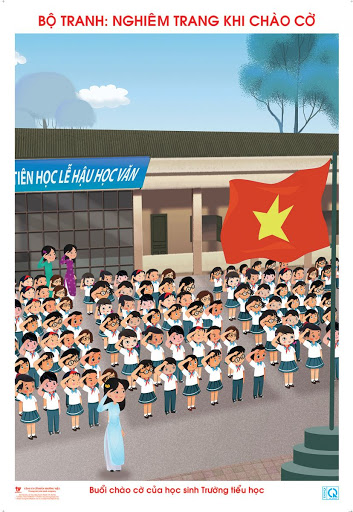 BỘ TRANH: NGHIÊM TRANG KHI CHÀO CỜ
TIÊN HỌC LỄ HẬU HỌC VĂN
Buổi chào cờ của học sinh Trường tiểu học